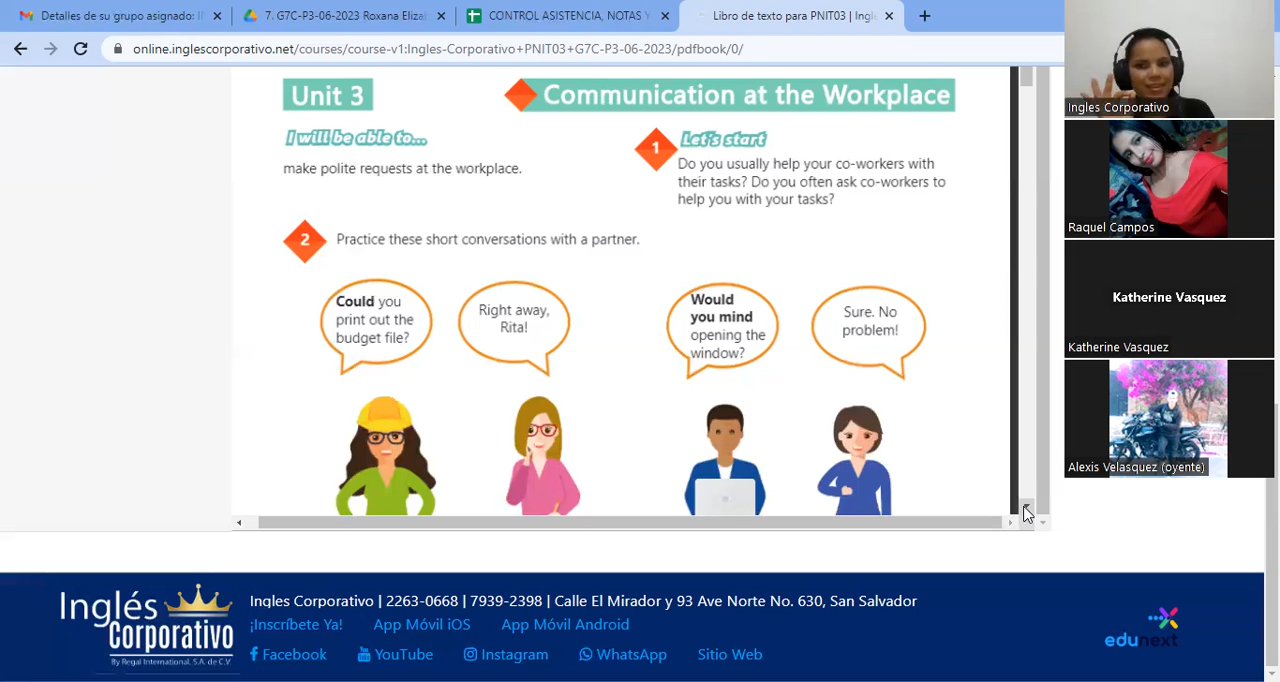 Detalles de su grupo asignado: I
7. G7C-P3-06-2023 Roxana Elizal
CONTROL ASISTENCIA, NOTAS Y
Libro de texto para PNIT03 | Ingle
online.inglescorporativo.net/courses/course-v1:Ingles-Corporativo+PNIT03+G7C-P3-06-2023/pdfbook/0/
Unit 3
Communication at the Workplace
I will be able to...
make polite requests at the workplace.
1
Let's start
Do you usually help your co-workers with
their tasks? Do you often ask co-workers to
help you with your tasks?
2
Practice these short conversations with a partner.
Could you
print out the
budget file?
Right away,
Rita!
Would
you mind
opening the
window?
Sure. No
problem!
Ingles Corporativo
Raquel Campos
Katherine Vasquez
Katherine Vasquez
Alexis Velasquez (oyente)
Inglés
Corporativo
By Regal International, S.A. de C.V.
Ingles Corporativo | 2263-0668 | 7939-2398 | Calle El Mirador y 93 Ave Norte No. 630, San Salvador
¡Inscríbete Ya!
App Móvil iOS
App Móvil Android
Facebook
YouTube
Instagram
WhatsApp
Sitio Web
edunext